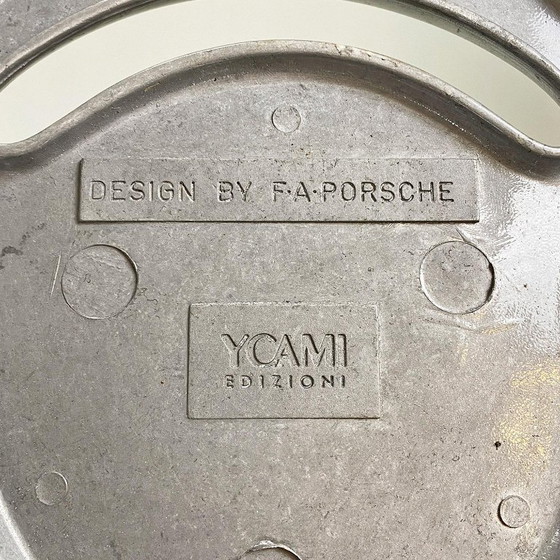 DESIGN BY F·A·PORSCHE
YCAMI
EDIZIONI